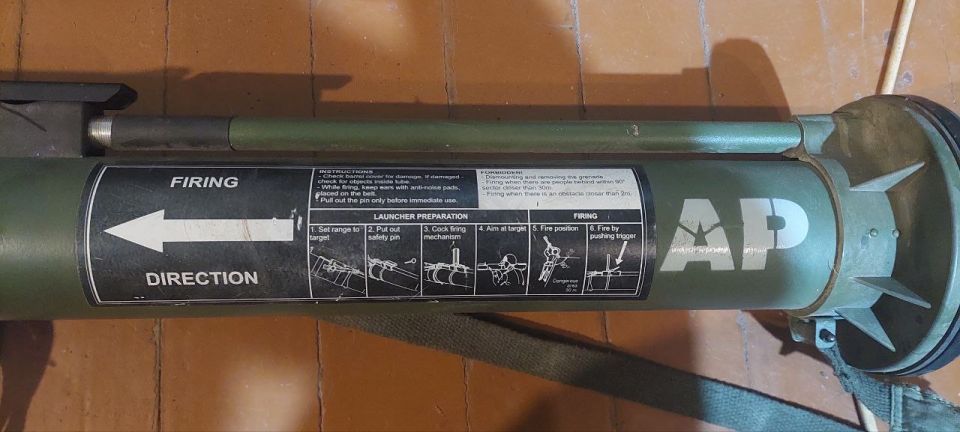 FIRING
DIRECTION
INSTRUCTIONS
- Check barrel cover for damage, if damaged -
check for objects inside tube.
- While firing, keep ears with anti-noise pads,
placed on the belt.
- Pull out the pin only before immediate use.
FORBIDDEN!
- Dismounting and removing the grenade.
- Firing when there are people behind within 90°
sector closer than 30m.
- Firing when there is an obstacle closer than 2m.
LAUNCHER PREPARATION
FIRING
1. Set range to
target
2. Put out
safety pin
3. Cock firing
mechanism
4. Aim at target
5. Fire position
Dangerous
area
30 m.
6. Fire by
pushing trigger
AP